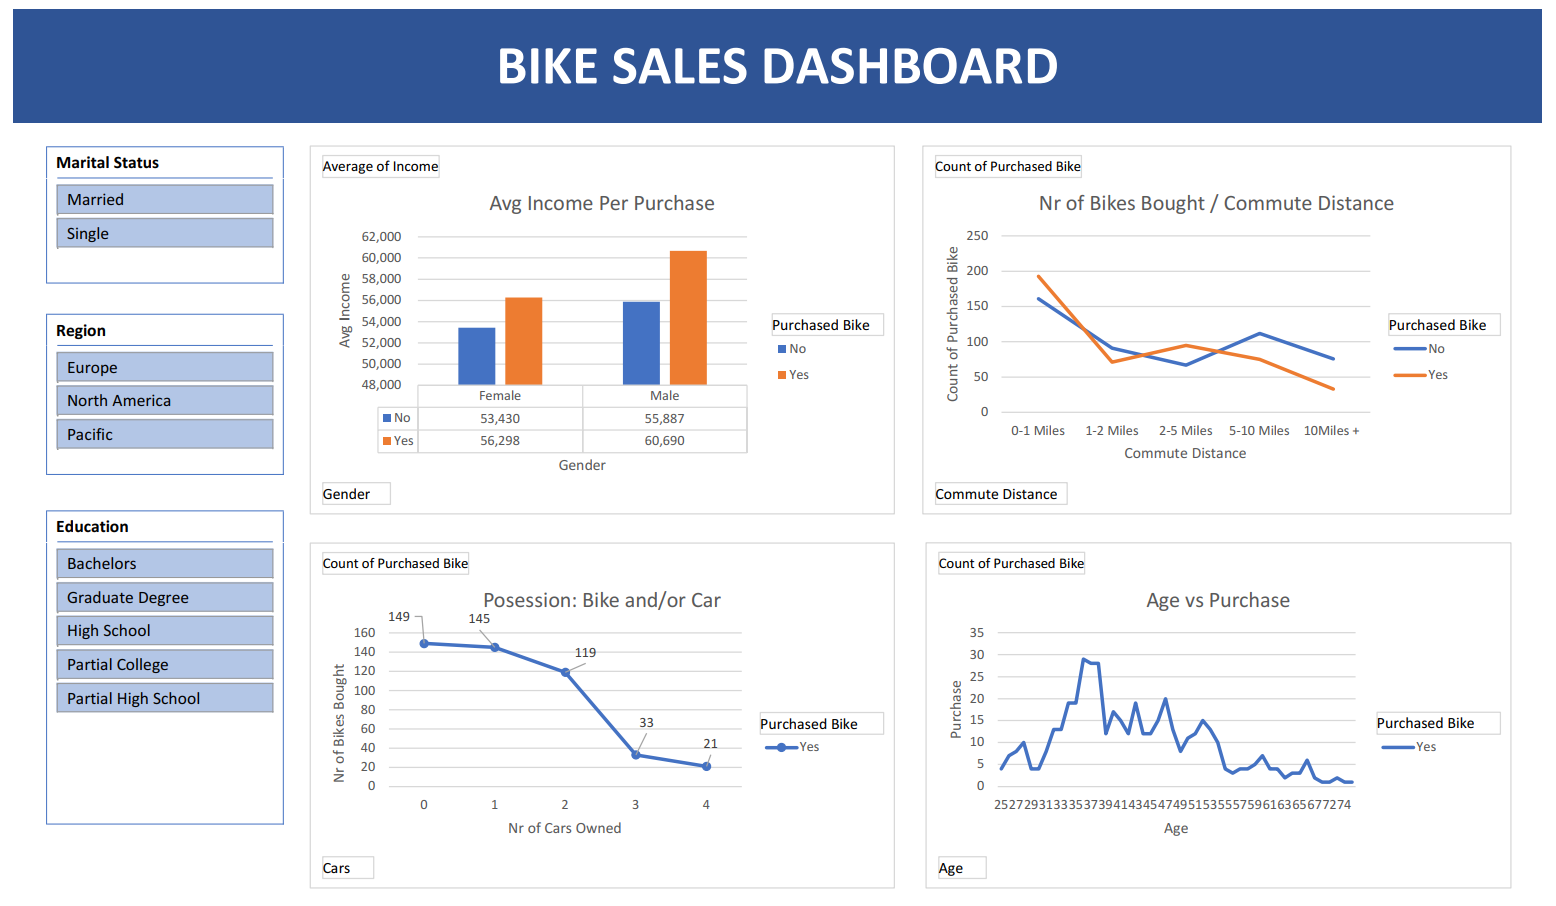 BIKE SALES DASHBOARD
Marital Status
Married
Single
Region
Europe
North America
Pacific
Education
Bachelors
Graduate Degree
High School
Partial College
Partial High School
Average of Income
Avg Income Per Purchase
62,000
60,000
58,000
56,000
54,000
52,000
50,000
48,000
Avg Income
Female Male
No 53,430 55,887
Yes 56,298 60,690
Gender
Purchased Bike
No
Yes
Gender
Count of Purchased Bike
Nr of Bikes Bought / Commute Distance
250
200
150
100
50
0
Count of Purchased Bike
0-1 Miles 1-2 Miles 2-5 Miles 5-10 Miles 10Miles +
Commute Distance
Purchased Bike
No
Yes
Commute Distance
Count of Purchased Bike
Posession: Bike and/or Car
149 145 119 33 21
160
140
120
100
80
60
40
20
0
Nr of Bikes Bought
0 1 2 3 4
Nr of Cars Owned
Purchased Bike
Yes
Cars
Count of Purchased Bike
Age vs Purchase
35
30
25
20
15
10
5
0
Purchase
252729313335373941434547495153555759616365677274
Age
Purchased Bike
Yes
Age